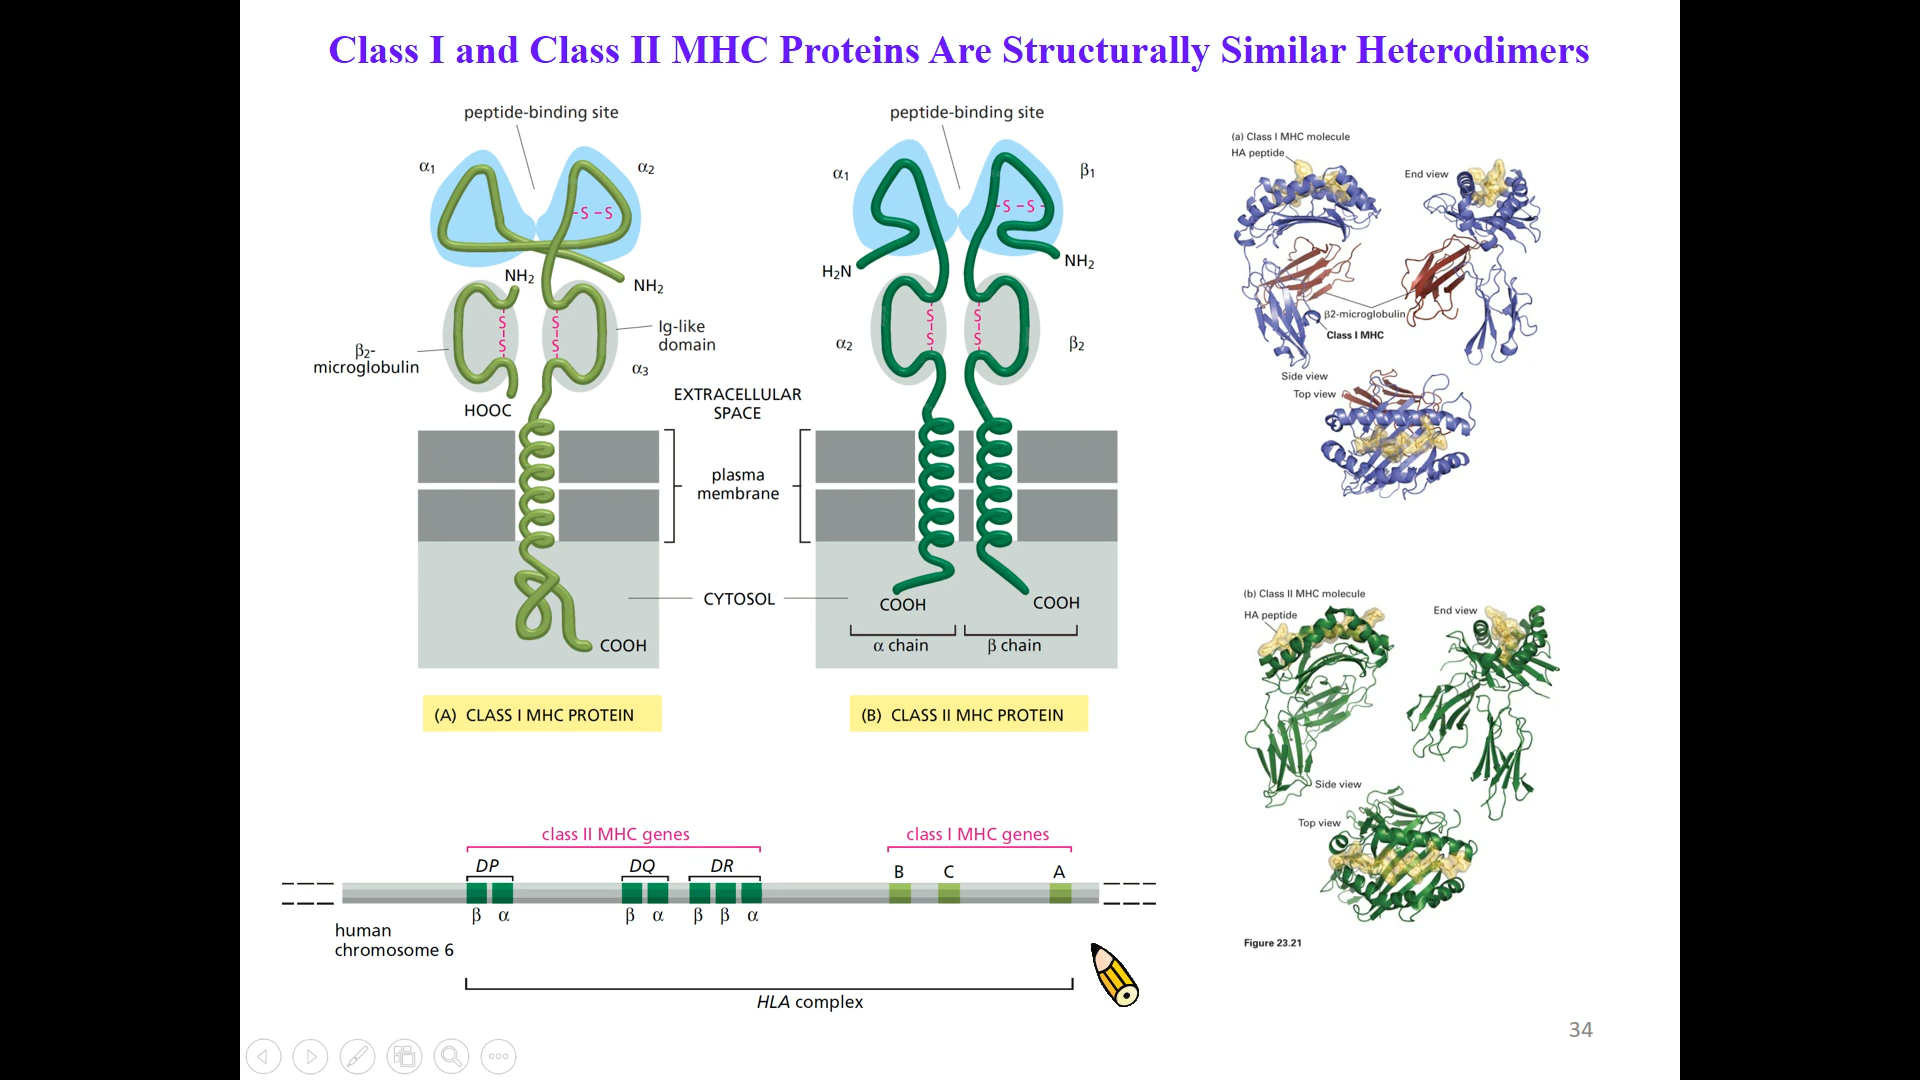 Class I and Class II MHC Proteins Are Structurally Similar Heterodimers
peptide-binding site
α1
α2
-S-S
NH2
NH2
S
S
S
S
β2-
microglobulin
Ig-like
domain
α3
HOOC
EXTRACELLULAR
SPACE
plasma
membrane
CYTOSOL
COOH
(A) CLASS I MHC PROTEIN
peptide-binding site
α1
β1
-S-S-
H2N
NH2
S
S
S
S
α2
β2
COOH
COOH
α chain
β chain
(B) CLASS II MHC PROTEIN
class II MHC genes
class I MHC genes
DP
DQ
DR
B
C
A
β
α
β
α
β
β
α
human
chromosome 6
HLA complex
(a) Class I MHC molecule
HA peptide
End view
β2-microglobulin
Class I MHC
Side view
Top view
(b) Class II MHC molecule
HA peptide
End view
Side view
Top view
Figure 23.21
34